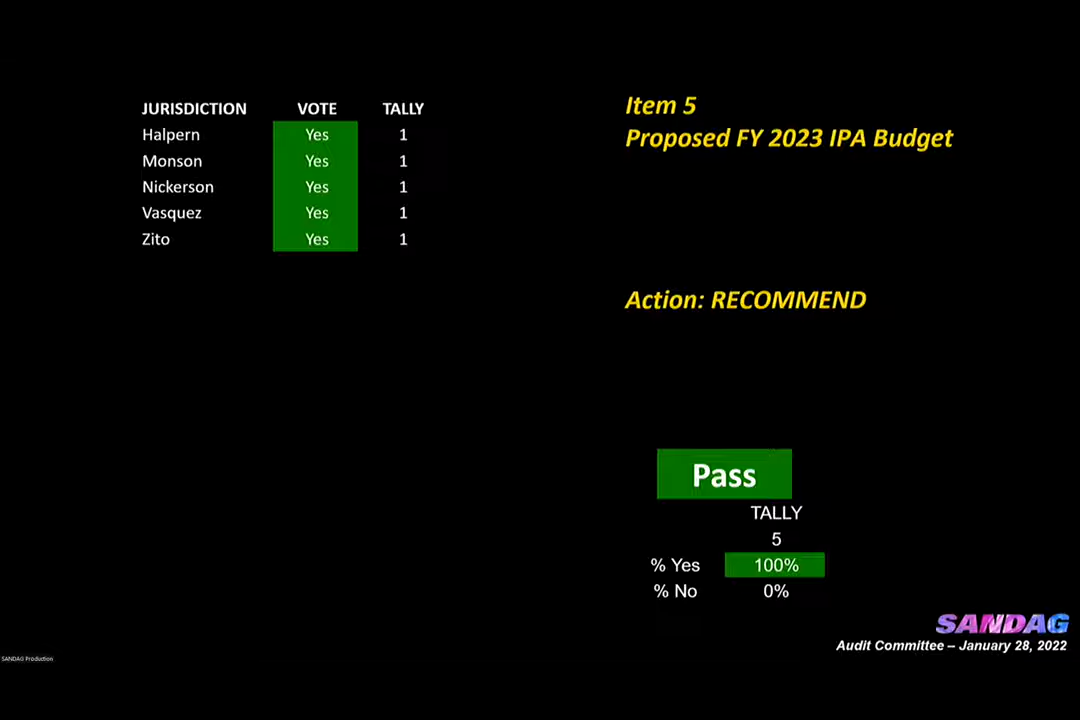 JURISDICTION VOTE TALLY
Halpern Yes 1
Monson Yes 1
Nickerson Yes 1
Vasquez Yes 1
Zito Yes 1
Item 5
Proposed FY 2023 IPA Budget
Action: RECOMMEND
Pass
TALLY
5
% Yes 100%
% No 0%
SANDAG
Audit Committee – January 28, 2022
SANDAG Production